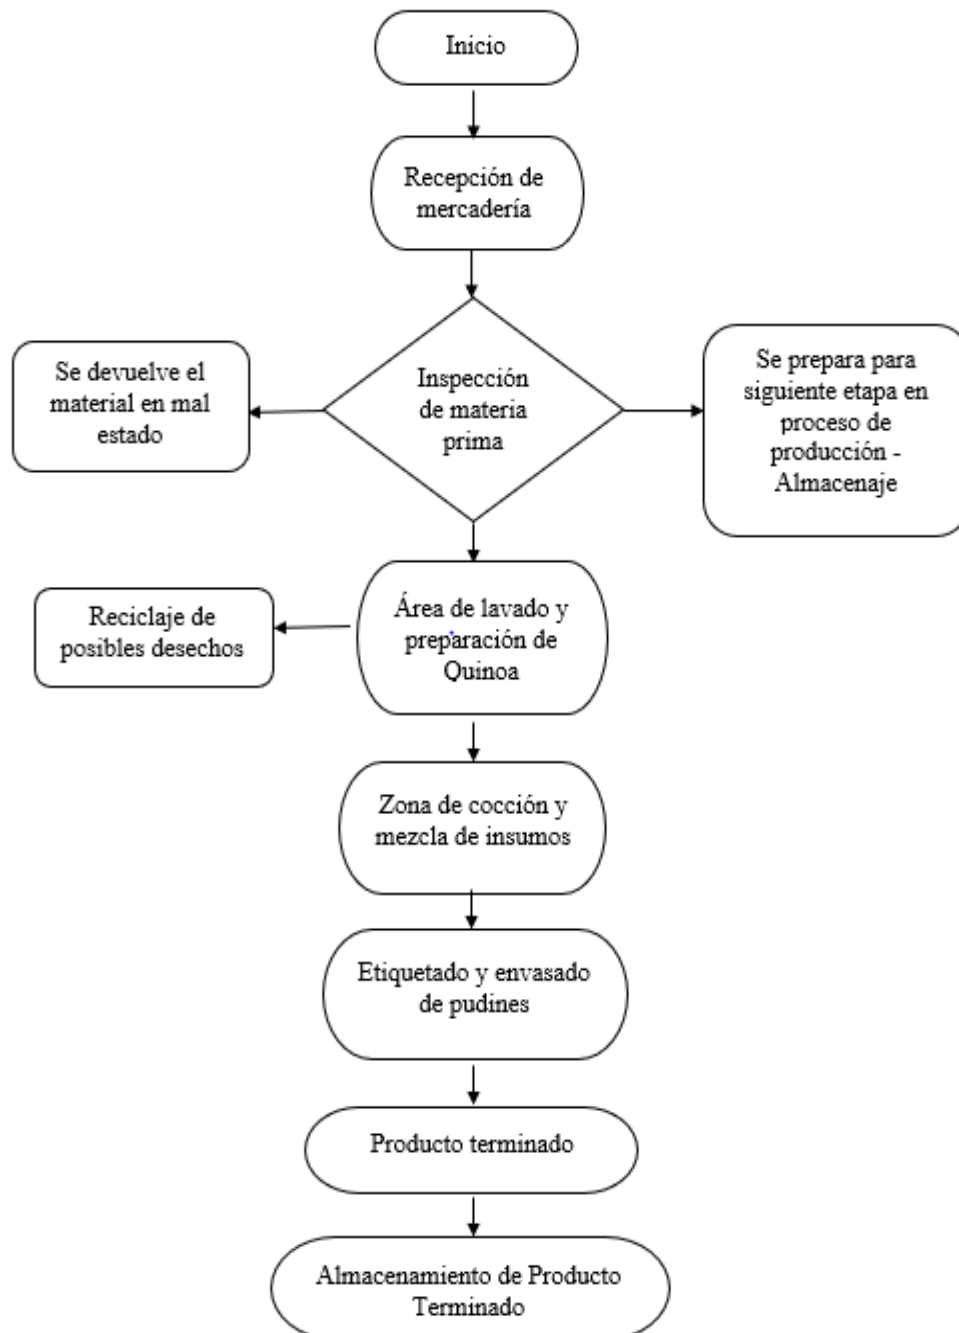 Inicio
Recepción de
mercadería
Se devuelve el
material en mal
estado
Inspección
de materia
prima
Se prepara para
siguiente etapa en
proceso de
producción -
Almacenaje
Reciclaje de
posibles desechos
Área de lavado y
preparación de
Quinoa
Zona de cocción y
mezcla de insumos
Etiquetado y envasado
de pudines
Producto terminado
Almacenamiento de Producto
Terminado